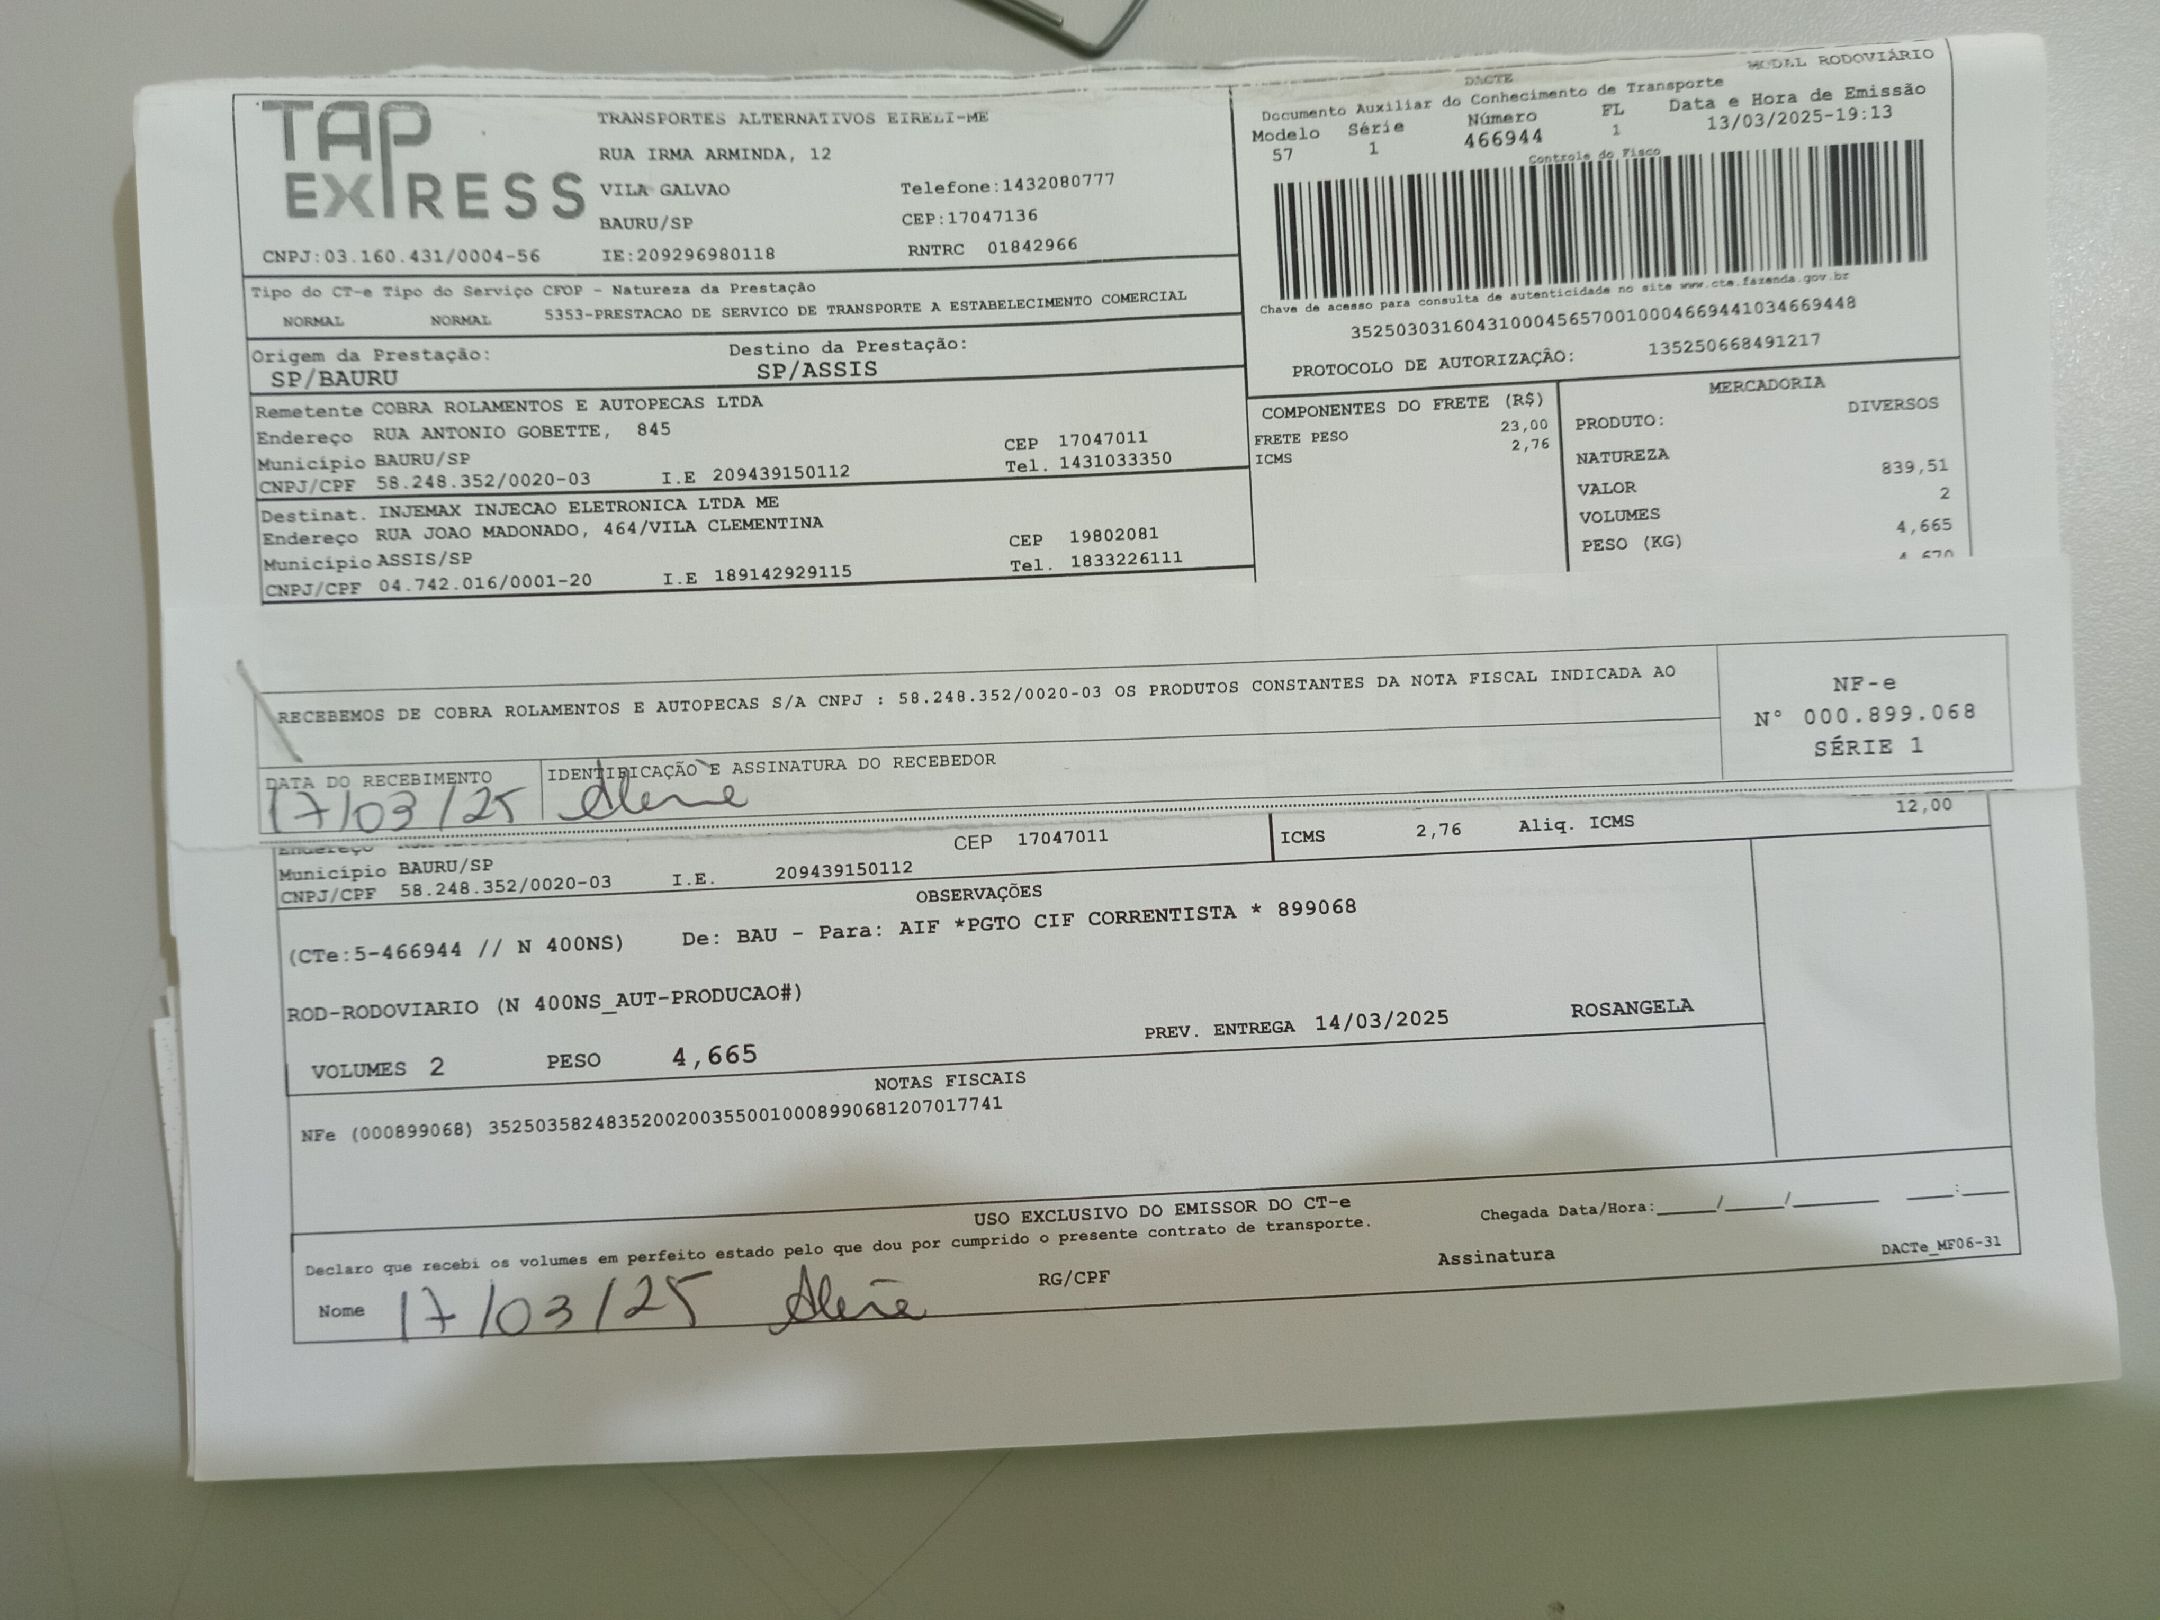 TAP EXPRESS
TRANSPORTES ALTERNATIVOS EIRELI-ME
RUA IRMA ARMINDA, 12
VILA GALVAO Telefone:1432080777
BAURU/SP CEP:17047136
CNPJ:03.160.431/0004-56 IE:209296980118 RNTRC 01842966
MODAL RODOVIÁRIO
DACTE
Documento Auxiliar do Conhecimento de Transporte
Modelo Série Número FL Data e Hora de Emissão
57 1 466944 1 13/03/2025-19:13
Controle do Fisco
Chave de acesso para consulta de autenticidade no site www.cte.fazenda.gov.br
35250303160431000456570010004669441034669448
PROTOCOLO DE AUTORIZAÇÃO: 135250668491217
Tipo do CT-e Tipo do Serviço CFOP - Natureza da Prestação
NORMAL NORMAL 5353-PRESTACAO DE SERVICO DE TRANSPORTE A ESTABELECIMENTO COMERCIAL
Origem da Prestação: Destino da Prestação:
SP/BAURU SP/ASSIS
Remetente COBRA ROLAMENTOS E AUTOPECAS LTDA
Endereço RUA ANTONIO GOBETTE, 845
Município BAURU/SP CEP 17047011
CNPJ/CPF 58.248.352/0020-03 I.E 209439150112 Tel. 1431033350
Destinat. INJEMAX INJECAO ELETRONICA LTDA ME
Endereço RUA JOAO MADONADO, 464/VILA CLEMENTINA
Município ASSIS/SP CEP 19802081
CNPJ/CPF 04.742.016/0001-20 I.E 189142929115 Tel. 1833226111
COMPONENTES DO FRETE (R$)
FRETE PESO 23,00
ICMS 2,76
MERCADORIA
PRODUTO: DIVERSOS
NATUREZA
VALOR 839,51
VOLUMES 2
PESO (KG) 4,665
4,670
RECEBEMOS DE COBRA ROLAMENTOS E AUTOPECAS S/A CNPJ : 58.248.352/0020-03 OS PRODUTOS CONSTANTES DA NOTA FISCAL INDICADA AO
NF-e
N° 000.899.068
SÉRIE 1
DATA DO RECEBIMENTO IDENTIFICAÇÃO E ASSINATURA DO RECEBEDOR
17/03/25
Endereço CEP 17047011 ICMS 2,76 Aliq. ICMS 12,00
Município BAURU/SP
CNPJ/CPF 58.248.352/0020-03 I.E. 209439150112
OBSERVAÇÕES
(CTe:5-466944 // N 400NS) De: BAU - Para: AIF *PGTO CIF CORRENTISTA * 899068
ROD-RODOVIARIO (N 400NS_AUT-PRODUCAO#)
VOLUMES 2 PESO 4,665 PREV. ENTREGA 14/03/2025 ROSANGELA
NOTAS FISCAIS
NFe (000899068) 35250358248352002003550010008990681207017741
USO EXCLUSIVO DO EMISSOR DO CT-e
Declaro que recebi os volumes em perfeito estado pelo que dou por cumprido o presente contrato de transporte.
Chegada Data/Hora:____/____/______ ___:___
Nome 17/03/25 RG/CPF Assinatura
DACTe_MF06-31